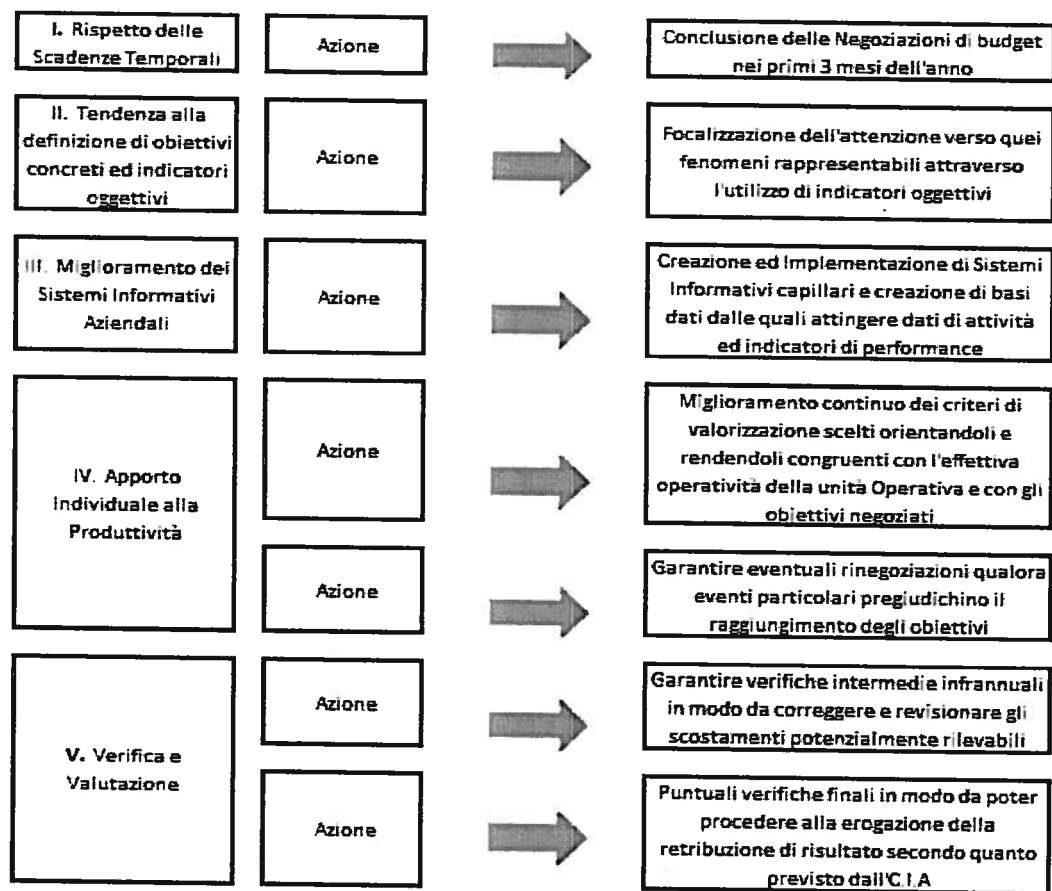 I. Rispetto delle
Scadenze Temporali
Azione
Conclusione delle Negoziazioni di budget
nei primi 3 mesi dell'anno
II. Tendenza alla
definizione di obiettivi
concreti ed indicatori
oggettivi
Azione
Focalizzazione dell'attenzione verso quei
fenomeni rappresentabili attraverso
l'utilizzo di indicatori oggettivi
III. Miglioramento dei
Sistemi Informativi
Aziendali
Azione
Creazione ed Implementazione di Sistemi
Informativi capillari e creazione di basi
dati dalle quali attingere dati di attività
ed indicatori di performance
IV. Apporto
Individuale alla
Produttività
Azione
Miglioramento continuo dei criteri di
valorizzazione scelti orientandoli e
rendendoli congruenti con l'effettiva
operatività della unità Operativa e con gli
obiettivi negoziati
Azione
Garantire eventuali rinegoziazioni qualora
eventi particolari pregiudichino il
raggiungimento degli obiettivi
V. Verifica e
Valutazione
Azione
Garantire verifiche intermedie infrannuali
in modo da correggere e revisionare gli
scostamenti potenzialmente rilevabili
Azione
Puntuali verifiche finali in modo da poter
procedere alla erogazione della
retribuzione di risultato secondo quanto
previsto dall'C.I.A